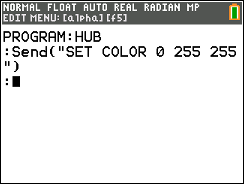 NORMAL FLOAT AUTO REAL RADIAN MP
EDIT MENU:[alpha][f5]
PROGRAM:HUB
:Send("SET COLOR 0 255 255
")
: